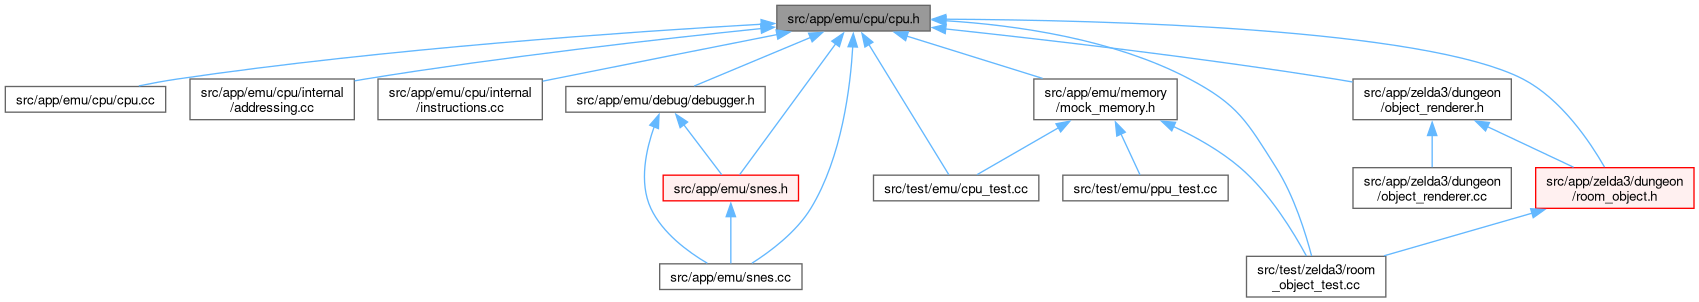 src/app/emu/cpu/cpu.h
src/app/emu/cpu/cpu.cc
src/app/emu/cpu/internal
/addressing.cc
src/app/emu/cpu/internal
/instructions.cc
src/app/emu/debug/debugger.h
src/app/emu/memory
/mock_memory.h
src/app/zelda3/dungeon
/object_renderer.h
src/app/emu/snes.h
src/test/emu/cpu_test.cc
src/test/emu/ppu_test.cc
src/app/zelda3/dungeon
/object_renderer.cc
src/app/zelda3/dungeon
/room_object.h
src/app/emu/snes.cc
src/test/zelda3/room
_object_test.cc